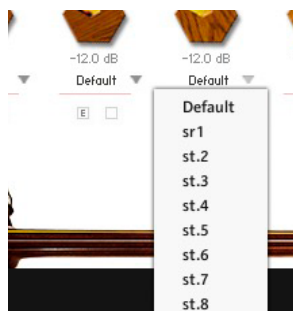 -12.0 dB -12.0 dB
Default Default
E
Default
sr1
st.2
st.3
st.4
st.5
st.6
st.7
st.8